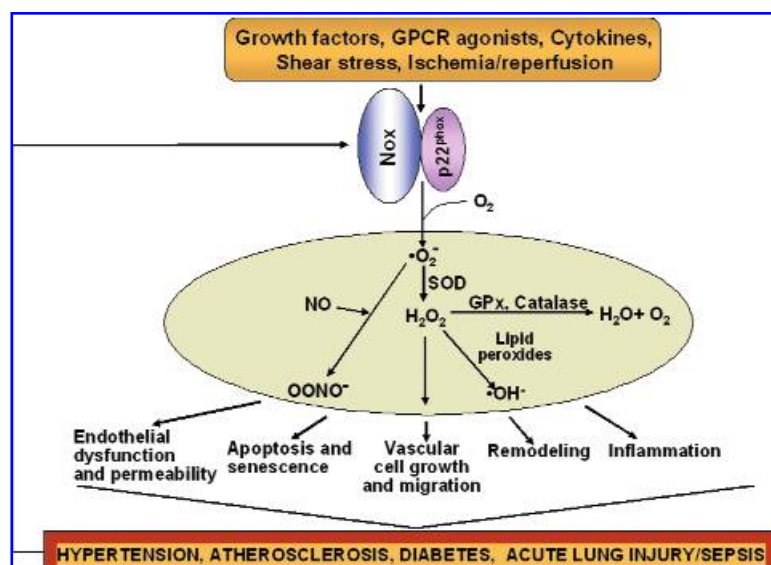 Growth factors, GPCR agonists, Cytokines,
Shear stress, Ischemia/reperfusion
Nox
p22phox
O₂
•O₂⁻
SOD
NO
GPx, Catalase
H₂O₂
H₂O+ O₂
Lipid
peroxides
OONO⁻
•OH⁻
Endothelial
dysfunction
and permeability
Apoptosis and
senescence
Vascular
cell growth
and migration
Remodeling
Inflammation
HYPERTENSION, ATHEROSCLEROSIS, DIABETES, ACUTE LUNG INJURY/SEPSIS